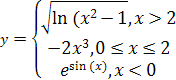 y = { √ln (x² − 1, x > 2
−2x³, 0 ≤ x ≤ 2
e^sin (x), x < 0